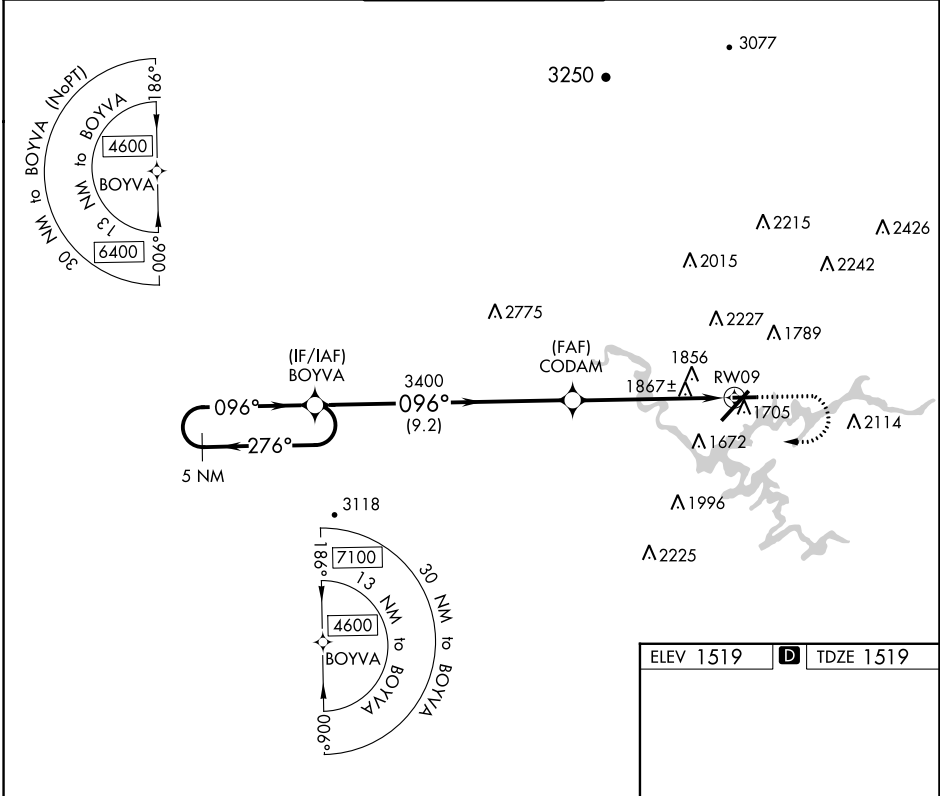 3077
3250
30 NM to BOYVA (NoPT)
13 NM to BOYVA
186°
4600
BOYVA
6400
006°
2215
2426
2015
2242
2775
2227
1789
(IF/IAF)
BOYVA
(FAF)
CODAM
1856
1867±
RW09
3400
096°
096°
(9.2)
1705
2114
276°
1672
5 NM
1996
3118
2225
186°
7100
13 NM to BOYVA
30 NM to BOYVA
4600
BOYVA
006°
ELEV 1519 D TDZE 1519